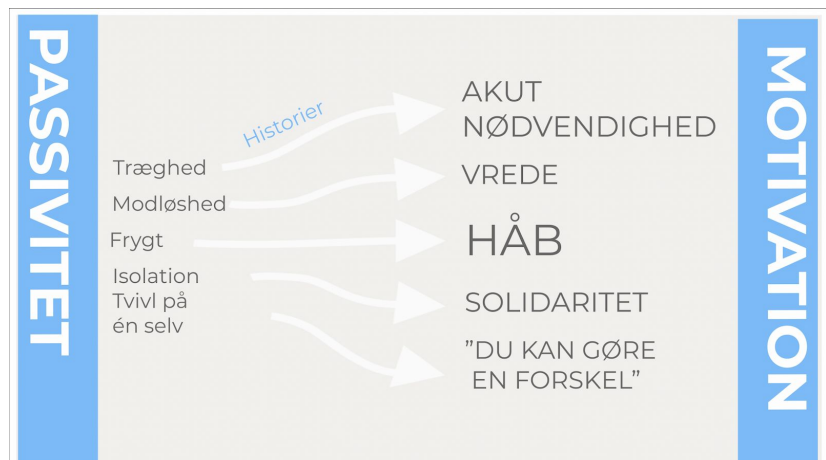 PASSIVITET
Historier
Træghed
Modløshed
Frygt
Isolation
Tvivl på
én selv
AKUT
NØDVENDIGHED
VREDE
HÅB
SOLIDARITET
”DU KAN GØRE
EN FORSKEL”
MOTIVATION